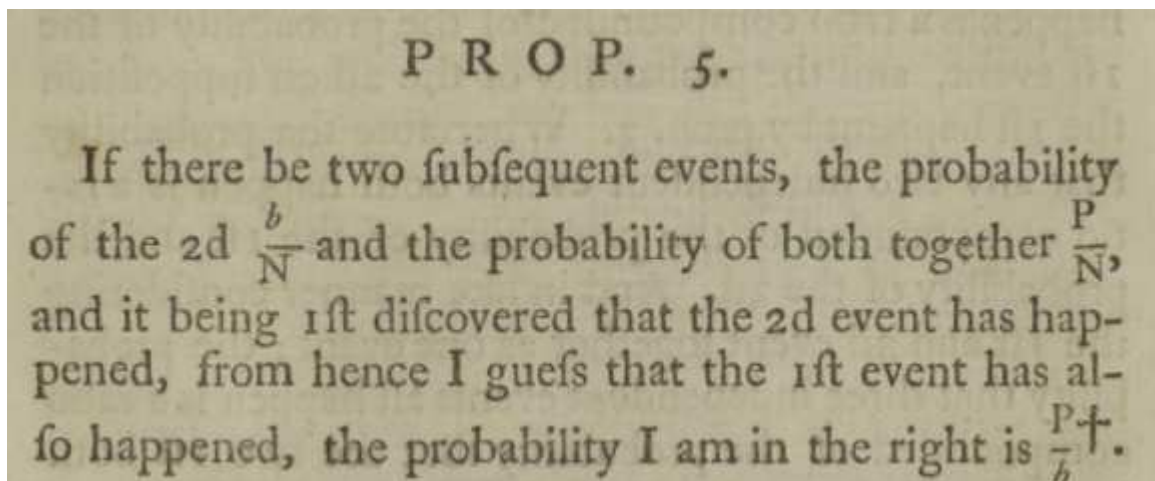 P R O P. 5.
If there be two ſubſequent events, the probability
of the 2d b/N and the probability of both together P/N,
and it being 1ſt diſcovered that the 2d event has hap-
pened, from hence I gueſs that the 1ſt event has al-
ſo happened, the probability I am in the right is P/b†.